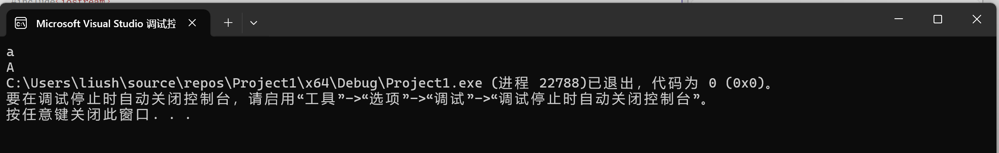 #include<iostream>
Microsoft Visual Studio 调试控
a
A
C:\Users\liush\source\repos\Project1\x64\Debug\Project1.exe (进程 22788)已退出，代码为 0 (0x0)。
要在调试停止时自动关闭控制台，请启用“工具”->“选项”->“调试”->“调试停止时自动关闭控制台”。
按任意键关闭此窗口. . .